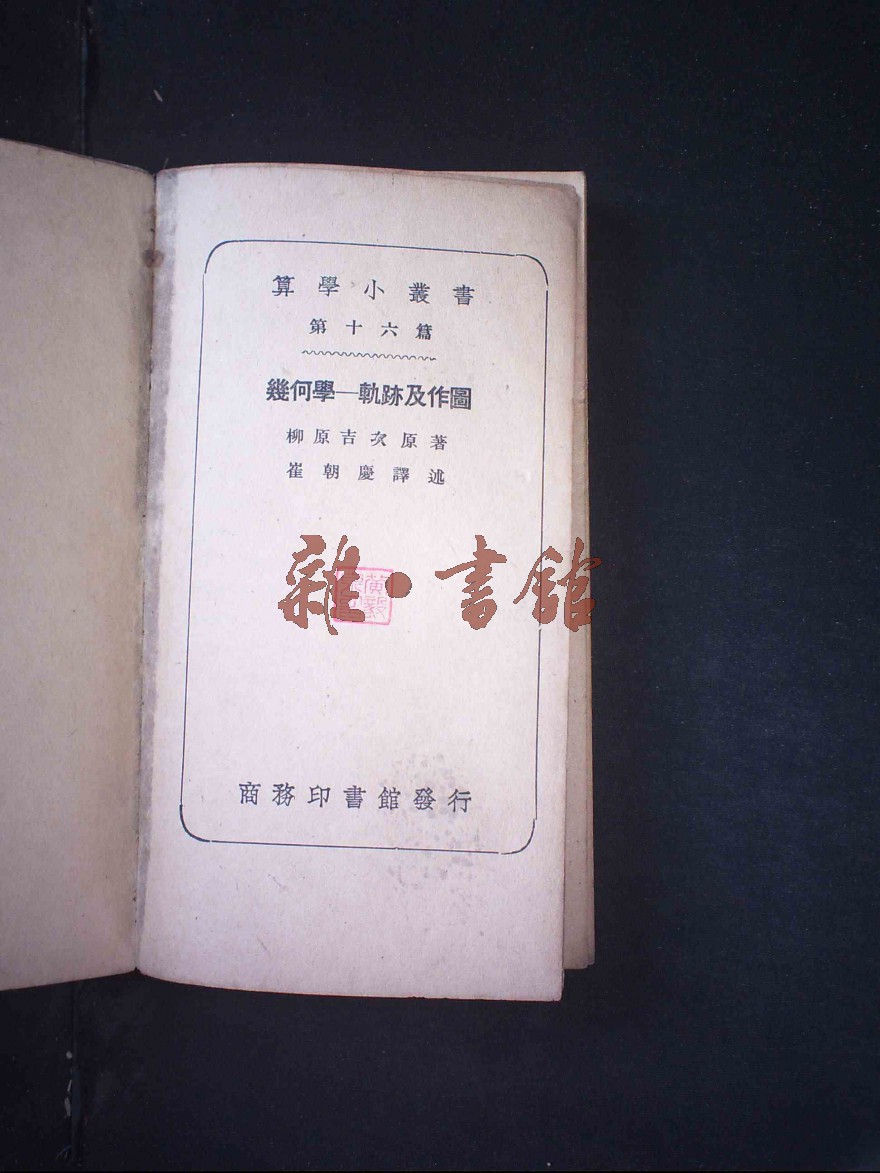 算學小叢書
第十六篇
幾何學—軌跡及作圖
柳原吉次原著
崔朝慶譯述
雜·書館
商務印書館發行